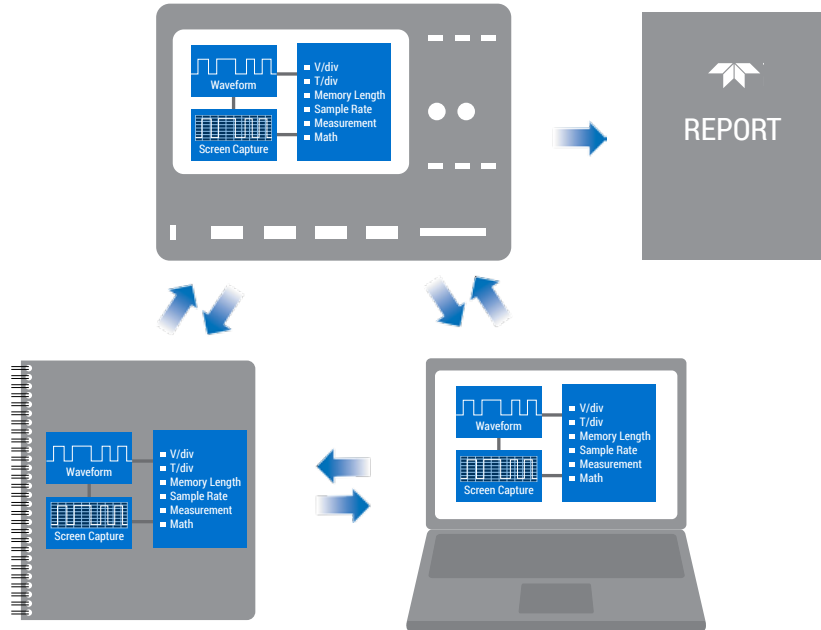 Waveform
Screen Capture
V/div
T/div
Memory Length
Sample Rate
Measurement
Math
REPORT
Waveform
Screen Capture
V/div
T/div
Memory Length
Sample Rate
Measurement
Math
Waveform
Screen Capture
V/div
T/div
Memory Length
Sample Rate
Measurement
Math